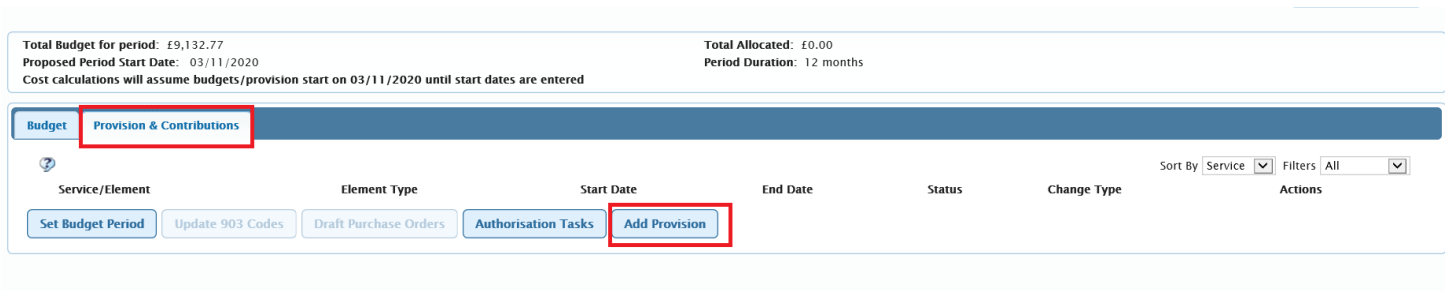 Total Budget for period: £9,132.77 Total Allocated: £0.00
Proposed Period Start Date: 03/11/2020 Period Duration: 12 months
Cost calculations will assume budgets/provision start on 03/11/2020 until start dates are entered
Budget Provision & Contributions
? Sort By Service Filters All
Service/Element Element Type Start Date End Date Status Change Type Actions
Set Budget Period Update 903 Codes Draft Purchase Orders Authorisation Tasks Add Provision